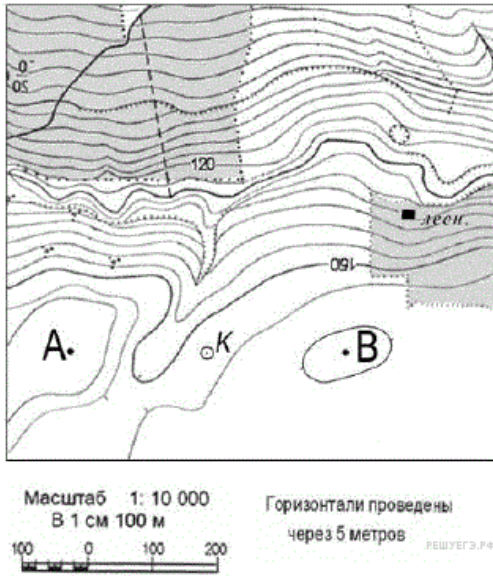 120
лесн.
150
А
К
В
Масштаб 1: 10 000
В 1 см 100 м
100 0 100 200
Горизонтали проведены
через 5 метров
РЕШУЕГЭ.РФ